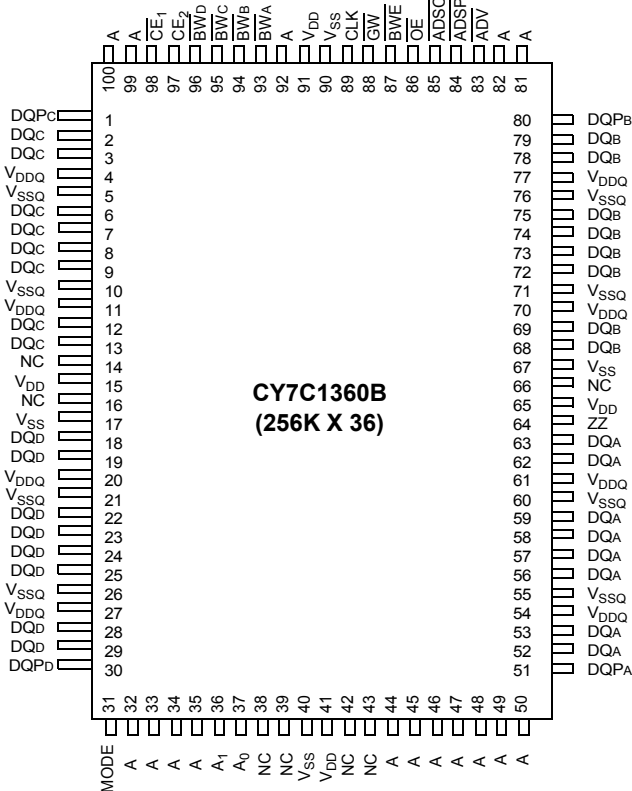 A
A
CE1
CE2
BWD
BWC
BWB
BWA
A
VDD
VSS
CLK
GW
BWE
OE
ADSC
ADSP
ADV
A
A
100
99
98
97
96
95
94
93
92
91
90
89
88
87
86
85
84
83
82
81
DQPC 1
DQC 2
DQC 3
VDDQ 4
VSSQ 5
DQC 6
DQC 7
DQC 8
DQC 9
VSSQ 10
VDDQ 11
DQC 12
DQC 13
NC 14
VDD 15
NC 16
VSS 17
DQD 18
DQD 19
VDDQ 20
VSSQ 21
DQD 22
DQD 23
DQD 24
DQD 25
VSSQ 26
VDDQ 27
DQD 28
DQD 29
DQPD 30
CY7C1360B
(256K X 36)
80 DQPB
79 DQB
78 DQB
77 VDDQ
76 VSSQ
75 DQB
74 DQB
73 DQB
72 DQB
71 VSSQ
70 VDDQ
69 DQB
68 DQB
67 VSS
66 NC
65 VDD
64 ZZ
63 DQA
62 DQA
61 VDDQ
60 VSSQ
59 DQA
58 DQA
57 DQA
56 DQA
55 VSSQ
54 VDDQ
53 DQA
52 DQA
51 DQPA
31
32
33
34
35
36
37
38
39
40
41
42
43
44
45
46
47
48
49
50
MODE
A
A
A
A
A1
A0
NC
NC
VSS
VDD
NC
NC
A
A
A
A
A
A
A